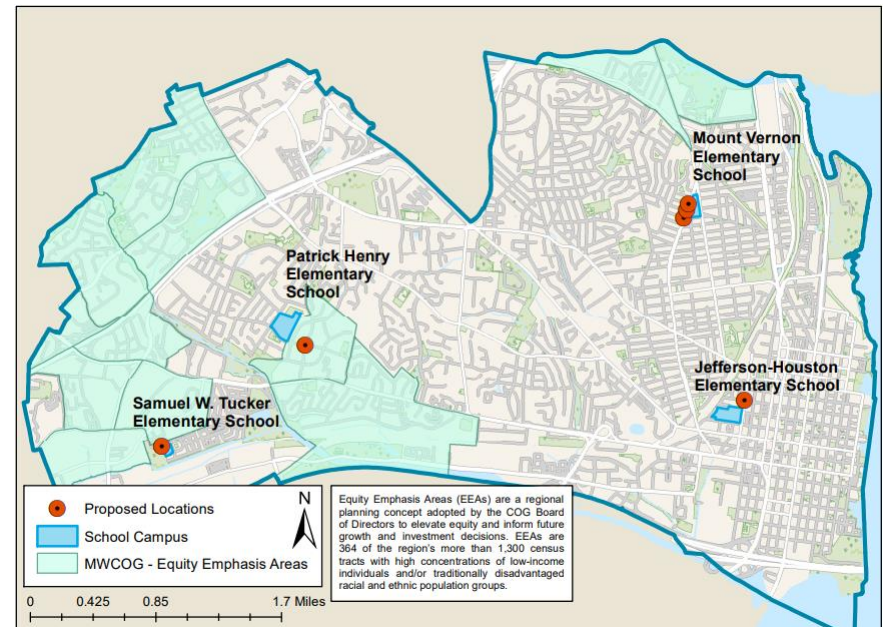 Mount Vernon
Elementary
School
Patrick Henry
Elementary
School
Jefferson-Houston
Elementary School
Samuel W. Tucker
Elementary School
Proposed Locations
School Campus
MWCOG - Equity Emphasis Areas
N
Equity Emphasis Areas (EEAs) are a regional
planning concept adopted by the COG Board
of Directors to elevate equity and inform future
growth and investment decisions. EEAs are
364 of the region's more than 1,300 census
tracts with high concentrations of low-income
individuals and/or traditionally disadvantaged
racial and ethnic population groups.
0 0.425 0.85 1.7 Miles